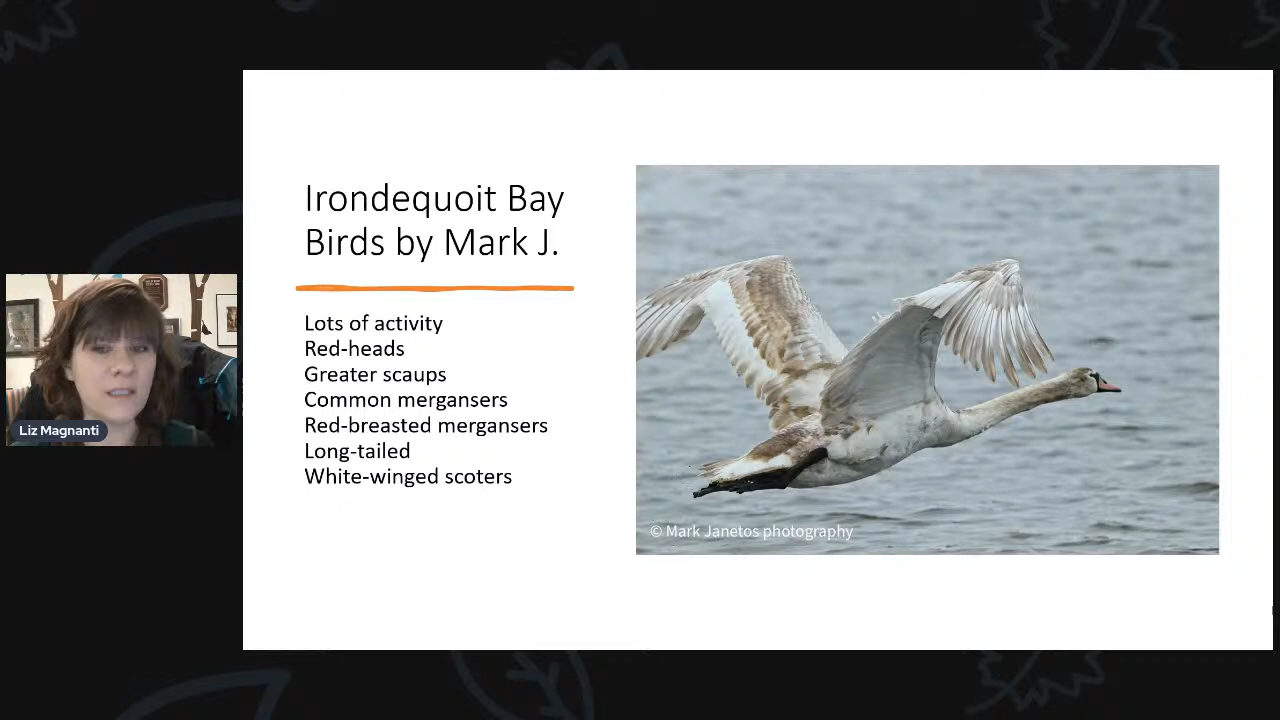 Irondequoit Bay
Birds by Mark J.
Lots of activity
Red-heads
Greater scaups
Common mergansers
Red-breasted mergansers
Long-tailed
White-winged scoters
© Mark Janetos photography
Liz Magnanti